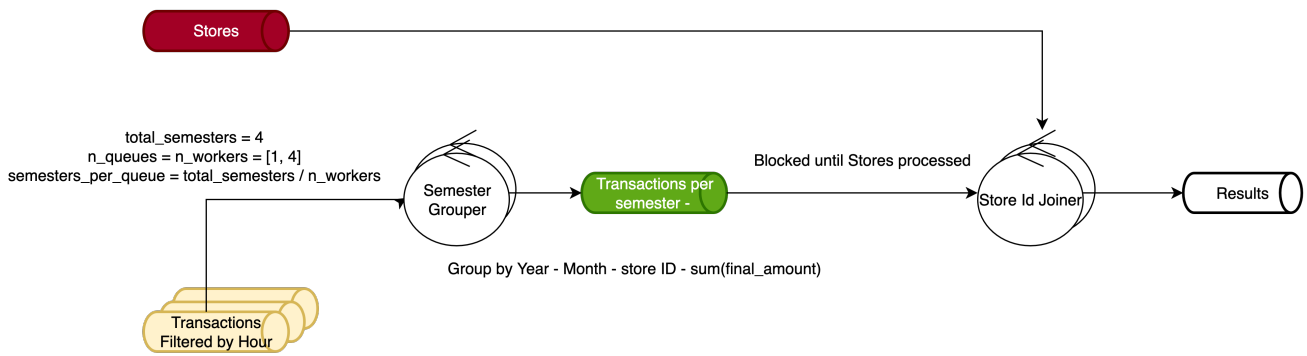 Stores
total_semesters = 4
n_queues = n_workers = [1, 4]
semesters_per_queue = total_semesters / n_workers
Semester
Grouper
Transactions per
semester -
Blocked until Stores processed
Store Id Joiner
Results
Group by Year - Month - store ID - sum(final_amount)
Transactions
Filtered by Hour